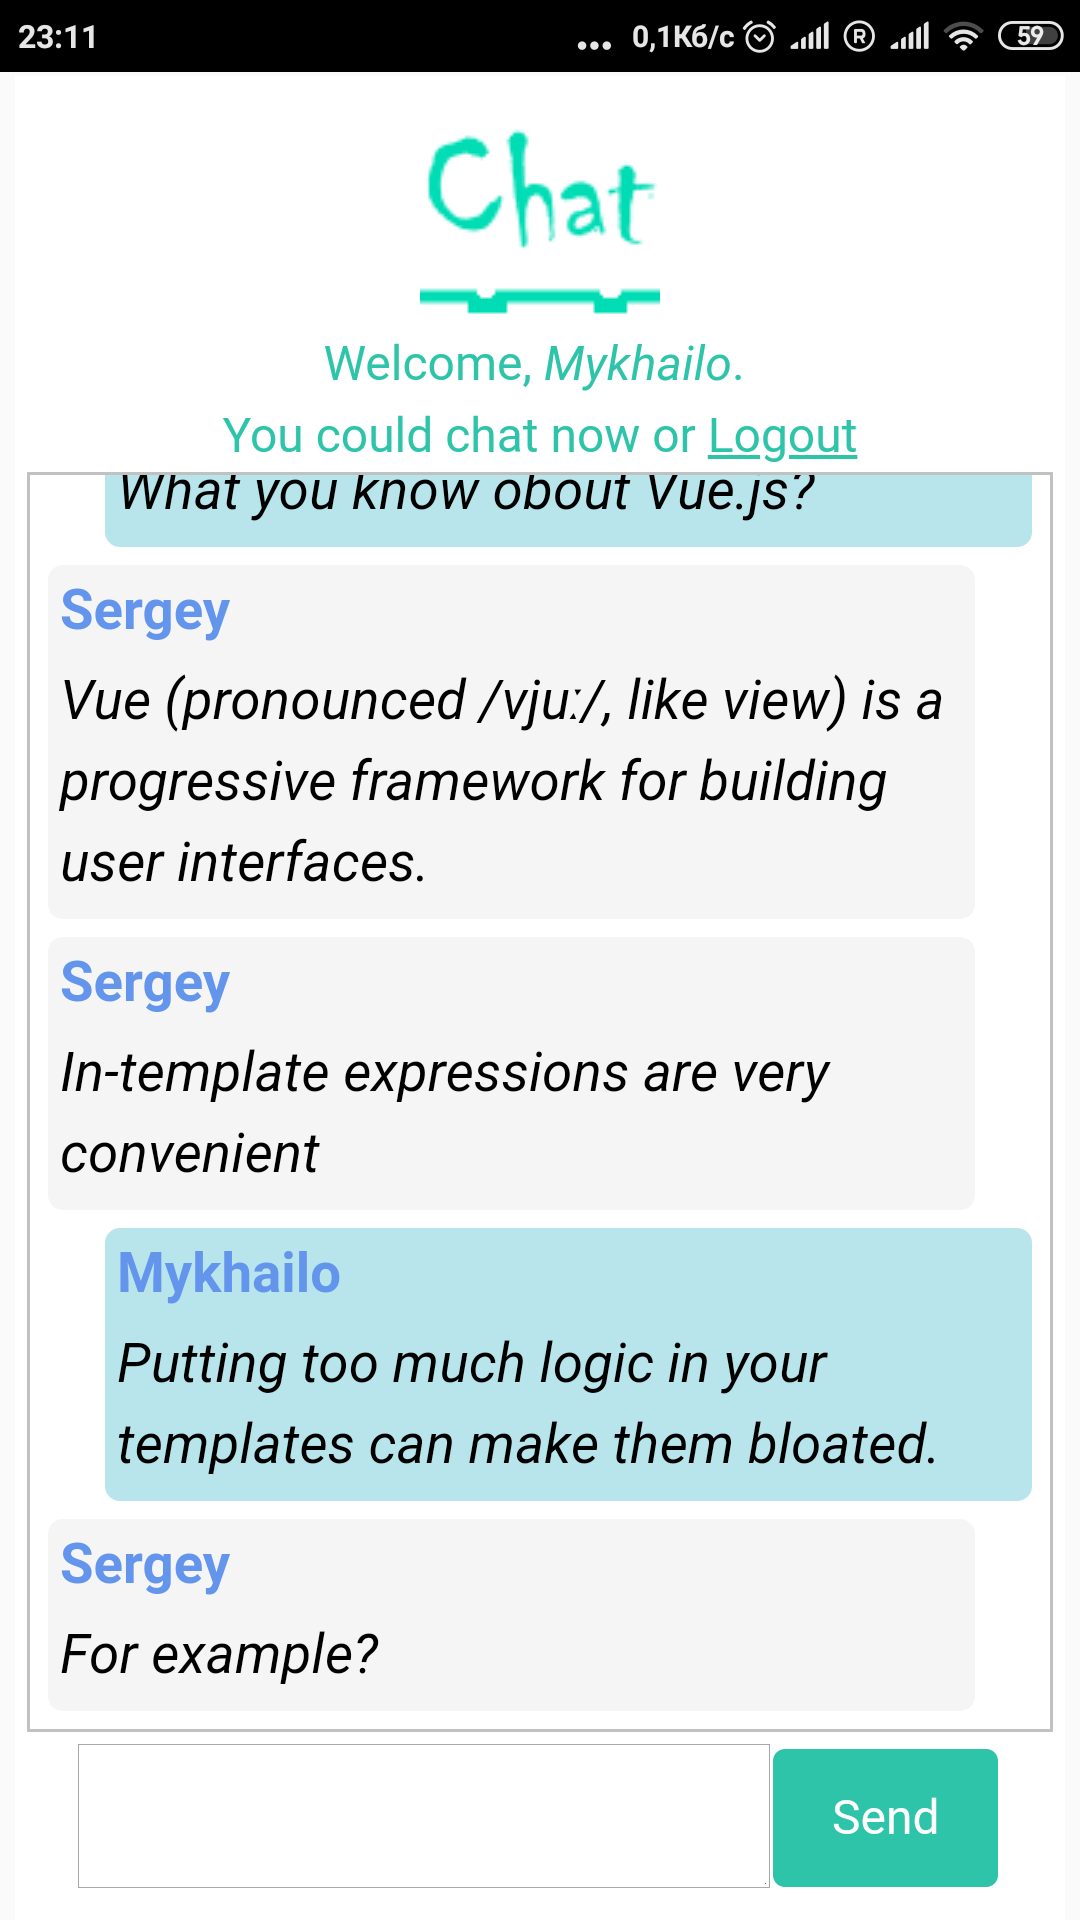 23:11
... 0,1Кб/с R 59
Chat
Welcome, Mykhailo.
You could chat now or Logout
What you know obout Vue.js?
Sergey
Vue (pronounced /vjuː/, like view) is a
progressive framework for building
user interfaces.
Sergey
In-template expressions are very
convenient
Mykhailo
Putting too much logic in your
templates can make them bloated.
Sergey
For example?
Send